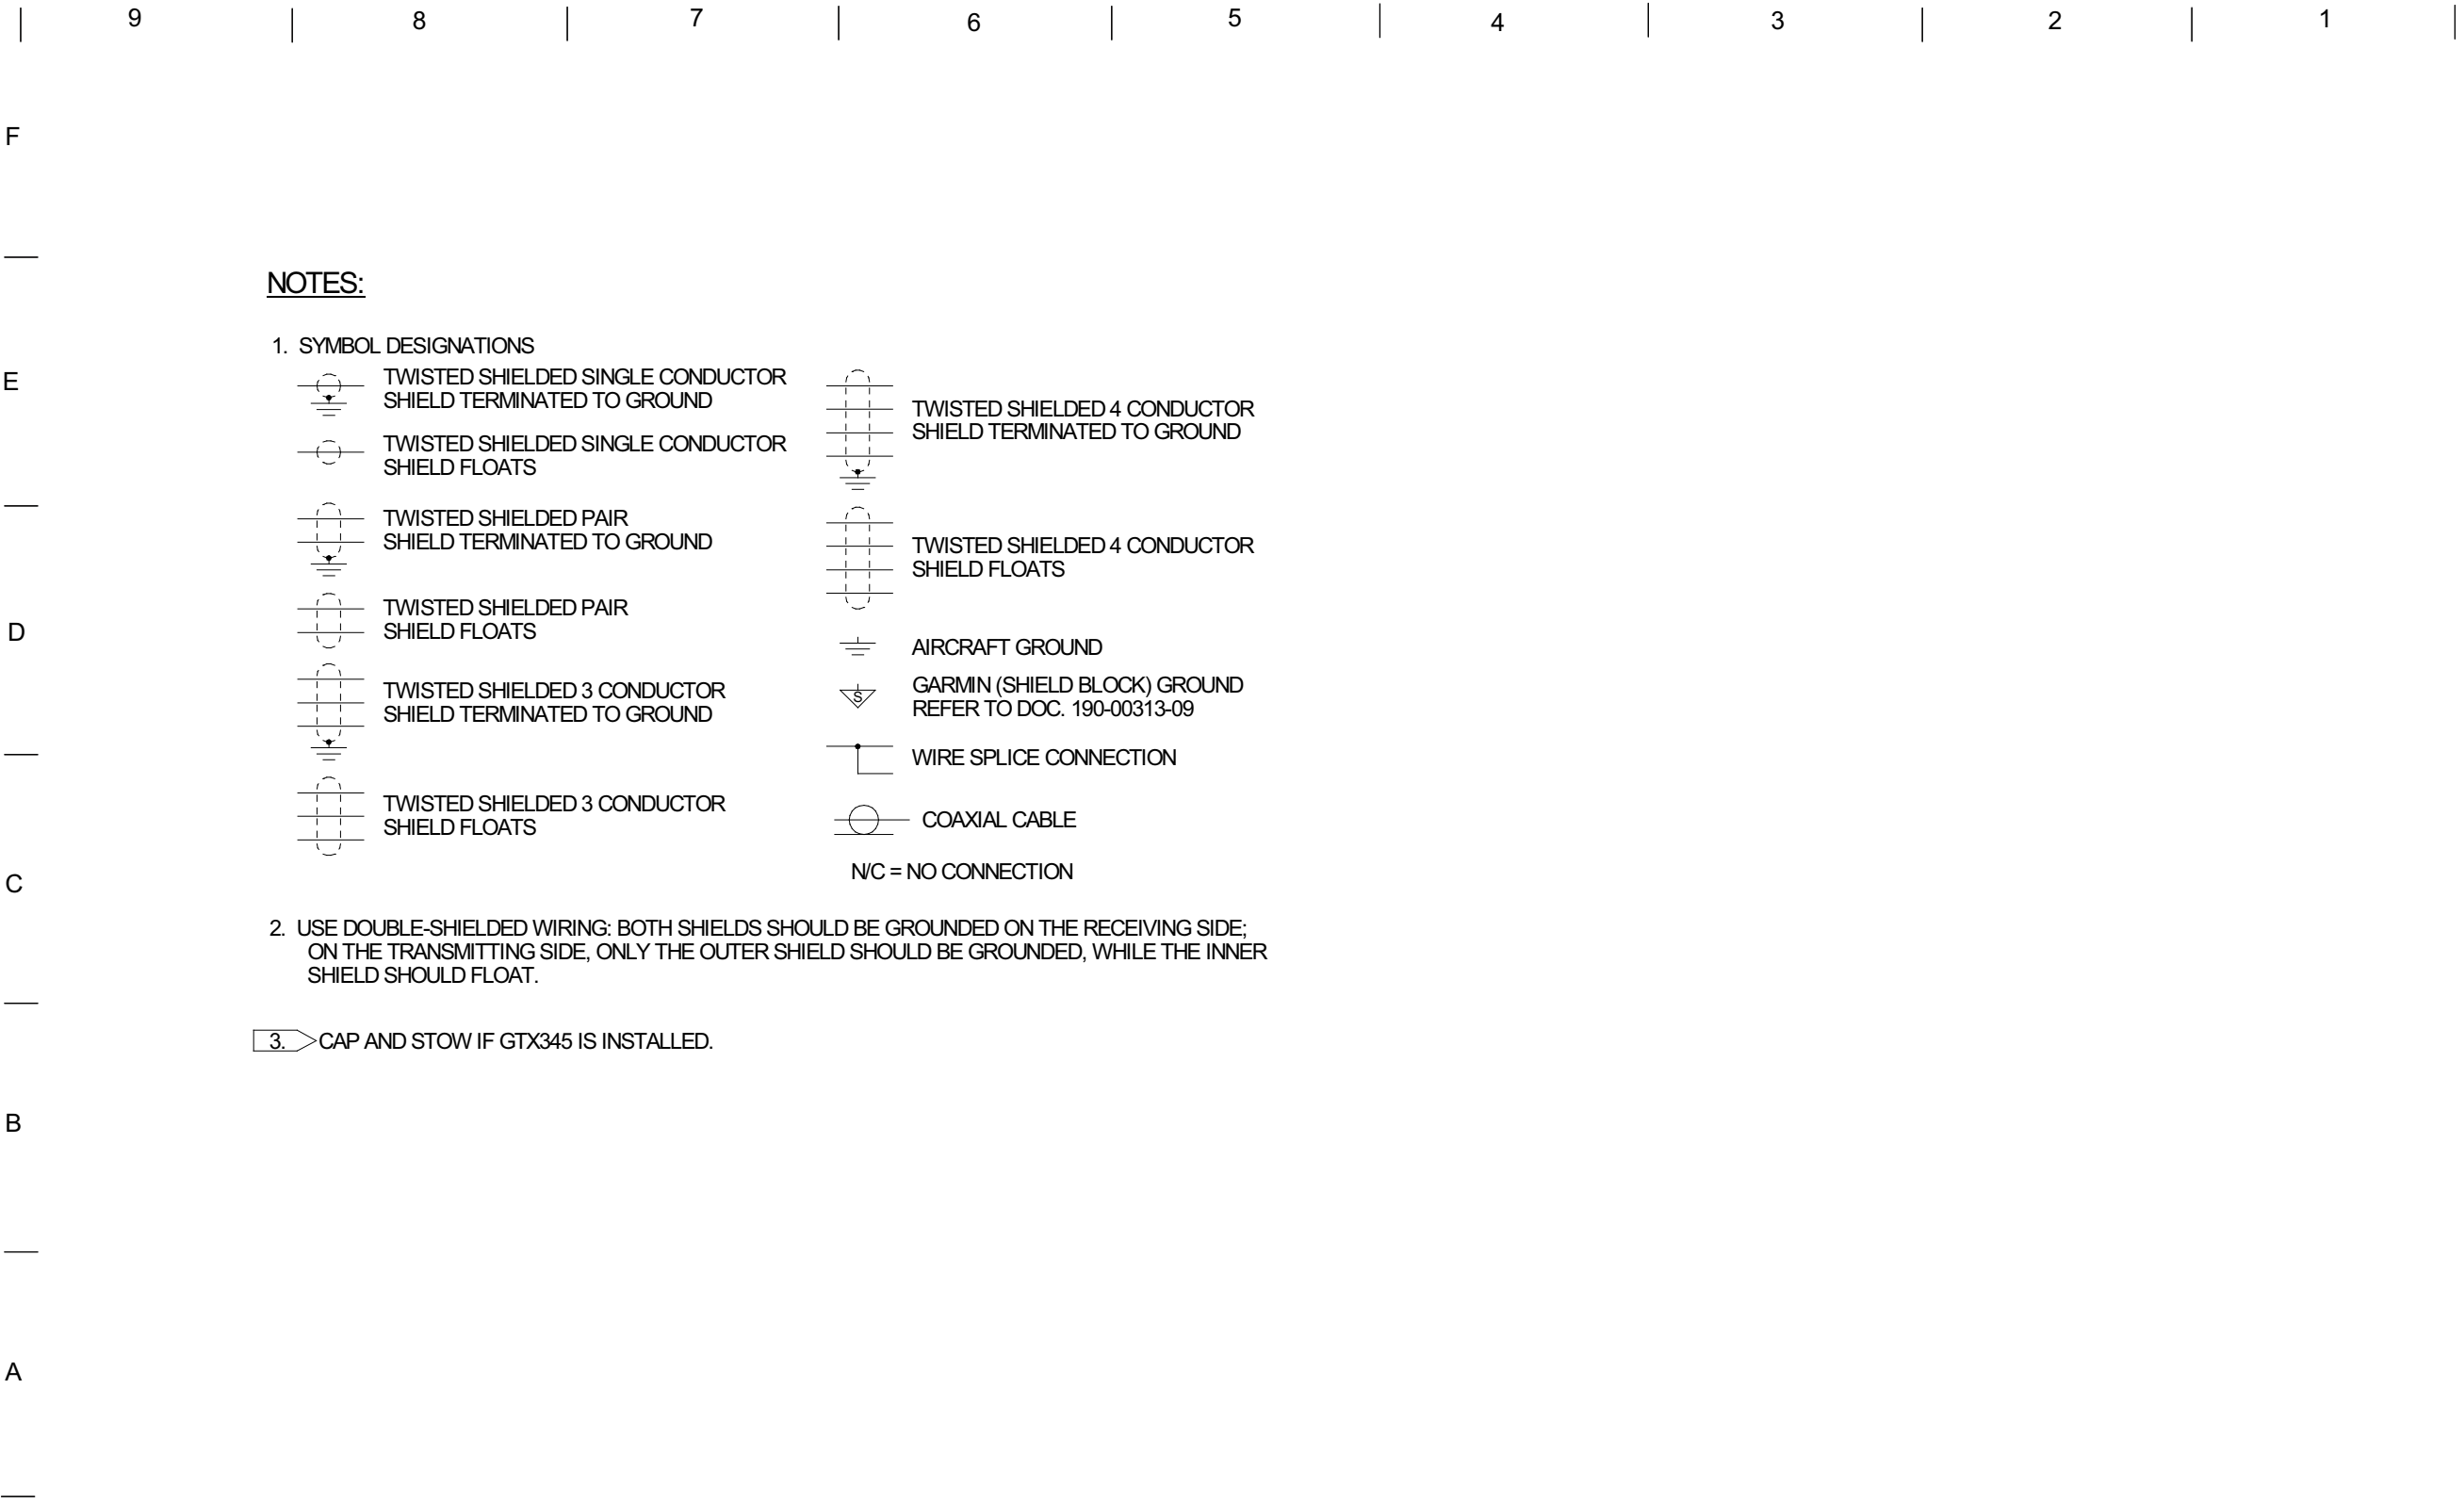 9 8 7 6 5 4 3 2 1
F
NOTES:
1. SYMBOL DESIGNATIONS
E
TWISTED SHIELDED SINGLE CONDUCTOR
SHIELD TERMINATED TO GROUND
TWISTED SHIELDED SINGLE CONDUCTOR
SHIELD FLOATS
TWISTED SHIELDED PAIR
SHIELD TERMINATED TO GROUND
D
TWISTED SHIELDED PAIR
SHIELD FLOATS
TWISTED SHIELDED 3 CONDUCTOR
SHIELD TERMINATED TO GROUND
TWISTED SHIELDED 3 CONDUCTOR
SHIELD FLOATS
TWISTED SHIELDED 4 CONDUCTOR
SHIELD TERMINATED TO GROUND
TWISTED SHIELDED 4 CONDUCTOR
SHIELD FLOATS
AIRCRAFT GROUND
S
GARMIN (SHIELD BLOCK) GROUND
REFER TO DOC. 190-00313-09
WIRE SPLICE CONNECTION
COAXIAL CABLE
N/C = NO CONNECTION
C
2. USE DOUBLE-SHIELDED WIRING: BOTH SHIELDS SHOULD BE GROUNDED ON THE RECEIVING SIDE;
ON THE TRANSMITTING SIDE, ONLY THE OUTER SHIELD SHOULD BE GROUNDED, WHILE THE INNER
SHIELD SHOULD FLOAT.
3. CAP AND STOW IF GTX345 IS INSTALLED.
B
A